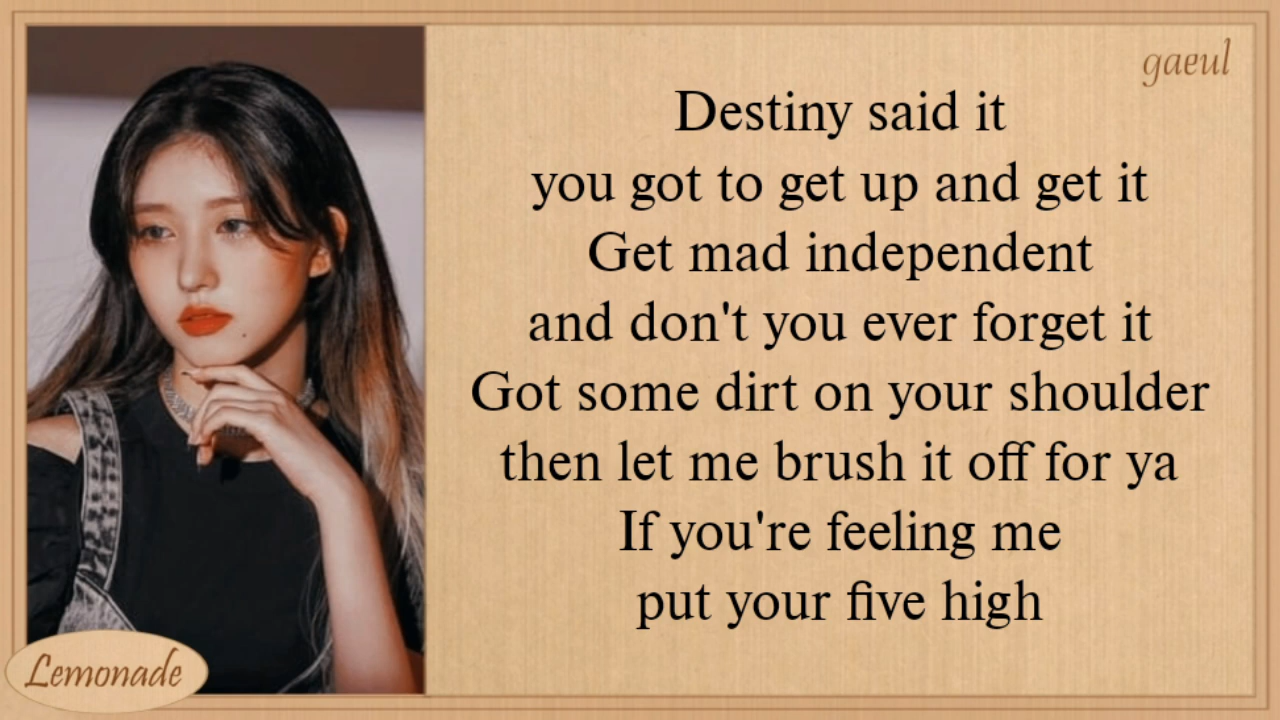 gaeul
Destiny said it
you got to get up and get it
Get mad independent
and don't you ever forget it
Got some dirt on your shoulder
then let me brush it off for ya
If you're feeling me
put your five high
Lemonade